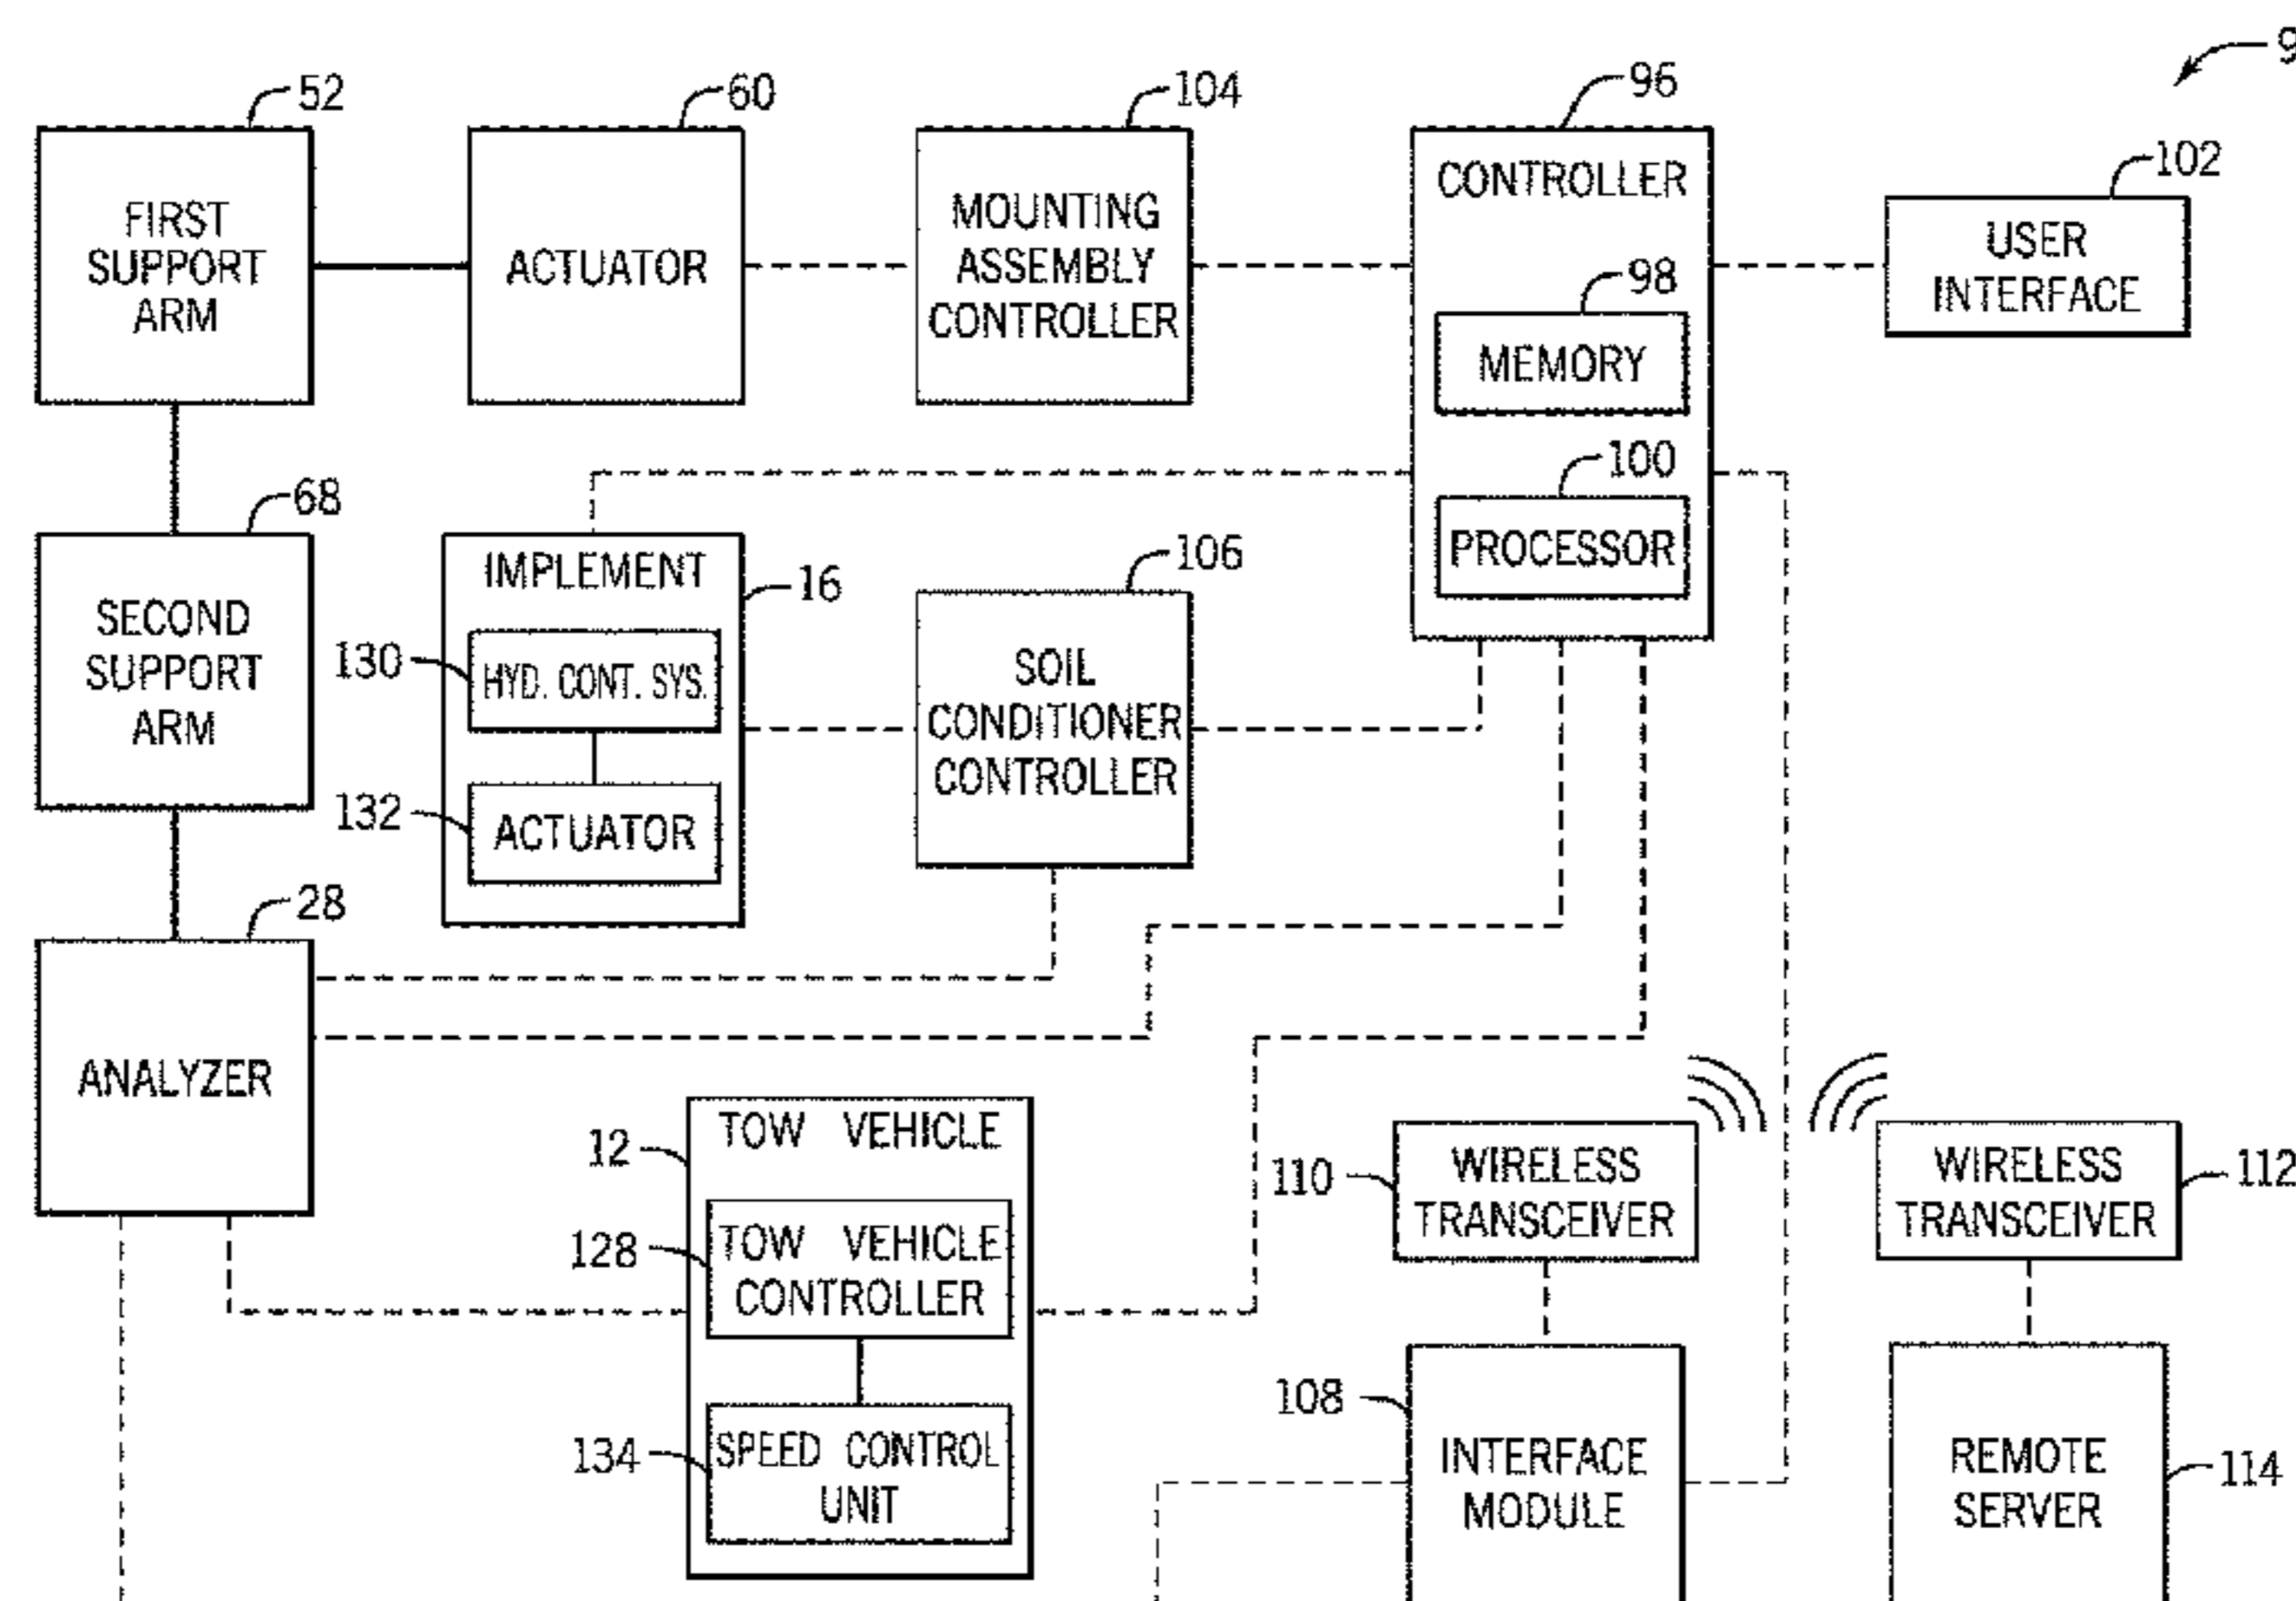 9
52
60
104
96
102
FIRST
SUPPORT
ARM
ACTUATOR
MOUNTING
ASSEMBLY
CONTROLLER
CONTROLLER
98
MEMORY
100
PROCESSOR
USER
INTERFACE
68
SECOND
SUPPORT
ARM
IMPLEMENT
16
130
HYD. CONT. SYS.
132
ACTUATOR
106
SOIL
CONDITIONER
CONTROLLER
28
ANALYZER
12
TOW VEHICLE
128
TOW VEHICLE
CONTROLLER
134
SPEED CONTROL
UNIT
110
WIRELESS
TRANSCEIVER
WIRELESS
TRANSCEIVER
112
108
INTERFACE
MODULE
REMOTE
SERVER
114